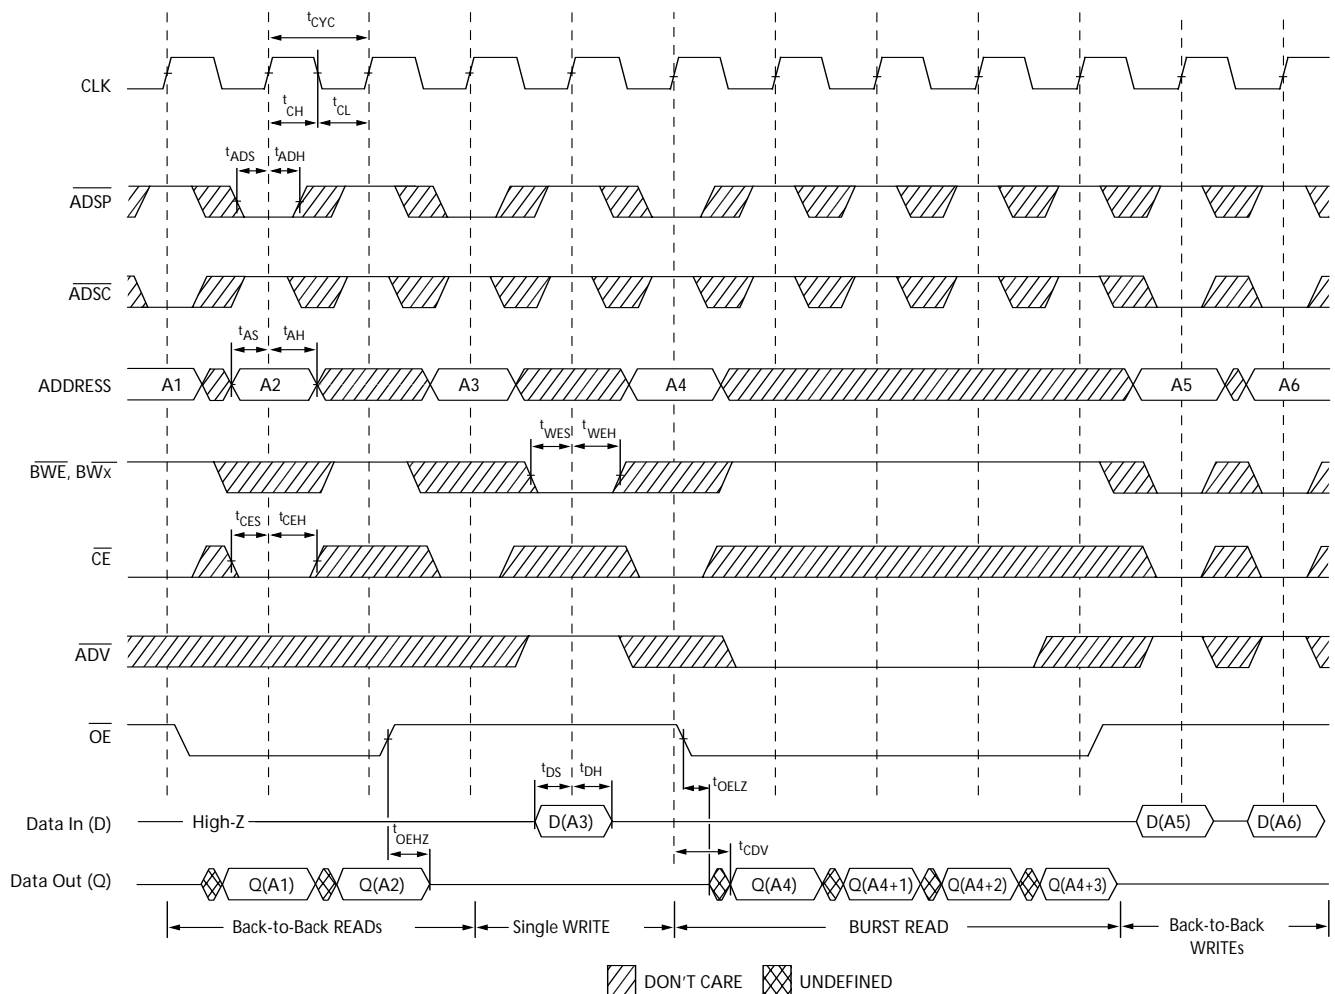 tCYC
CLK
tCH
tCL
tADS
tADH
ADSP
ADSC
tAS
tAH
ADDRESS
A1
A2
A3
A4
A5
A6
tWES
tWEH
BWE, BWx
tCES
tCEH
CE
ADV
OE
tDS
tDH
tOELZ
Data In (D)
High-Z
D(A3)
D(A5)
D(A6)
tOEHZ
tCDV
Data Out (Q)
Q(A1)
Q(A2)
Q(A4)
Q(A4+1)
Q(A4+2)
Q(A4+3)
Back-to-Back READs
Single WRITE
BURST READ
Back-to-Back
WRITEs
DON'T CARE
UNDEFINED